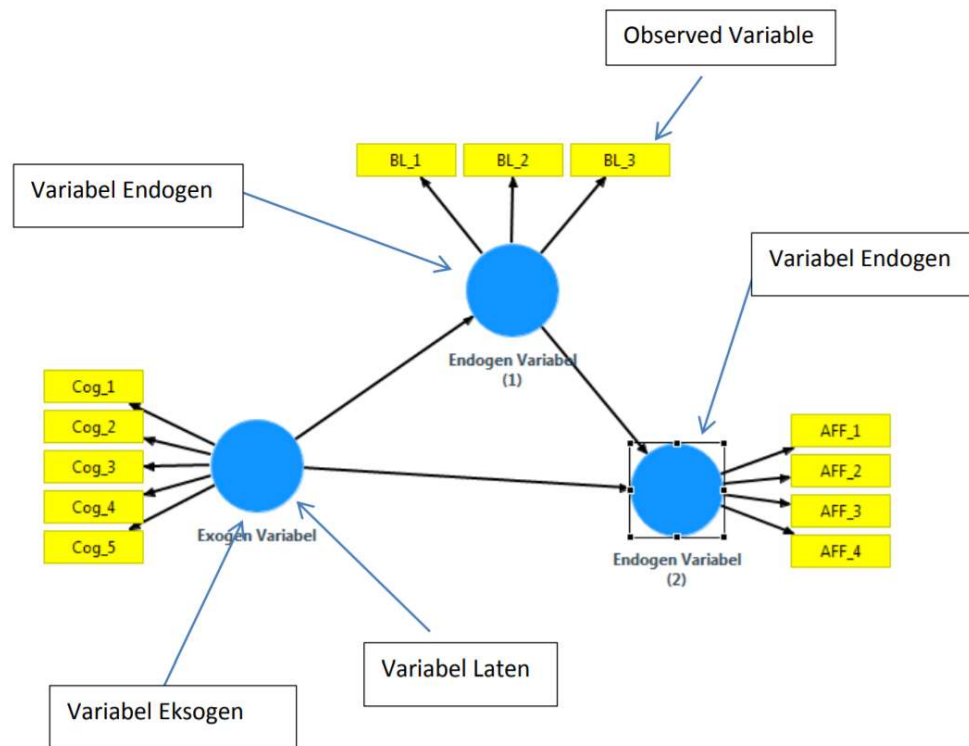 Observed Variable
BL_1
BL_2
BL_3
Variabel Endogen
Variabel Endogen
Endogen Variabel
(1)
Cog_1
Cog_2
Cog_3
Cog_4
Cog_5
Exogen Variabel
AFF_1
AFF_2
AFF_3
AFF_4
Endogen Variabel
(2)
Variabel Laten
Variabel Eksogen